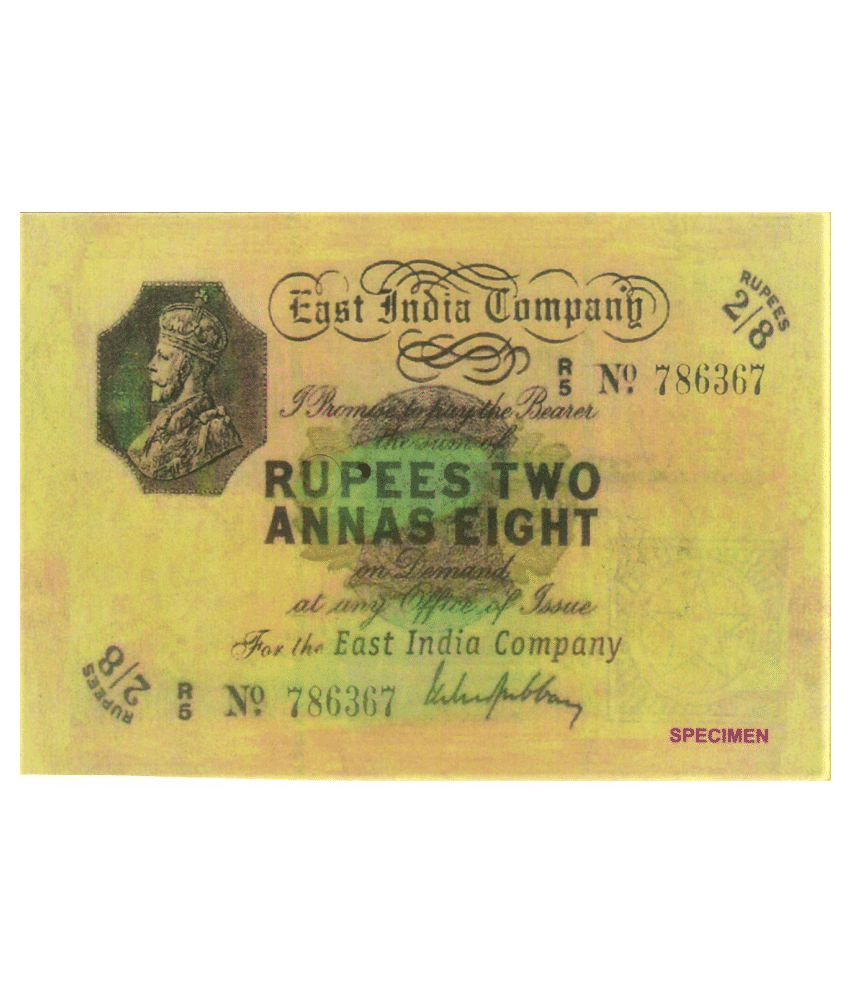 East India Company
RUPEES
2/8
R
5 Nº 786367
I Promise to pay the Bearer
the sum of
RUPEES TWO
ANNAS EIGHT
on Demand
at any Office of Issue
For the East India Company
RUPEES
2/8
R
5 Nº 786367
SPECIMEN